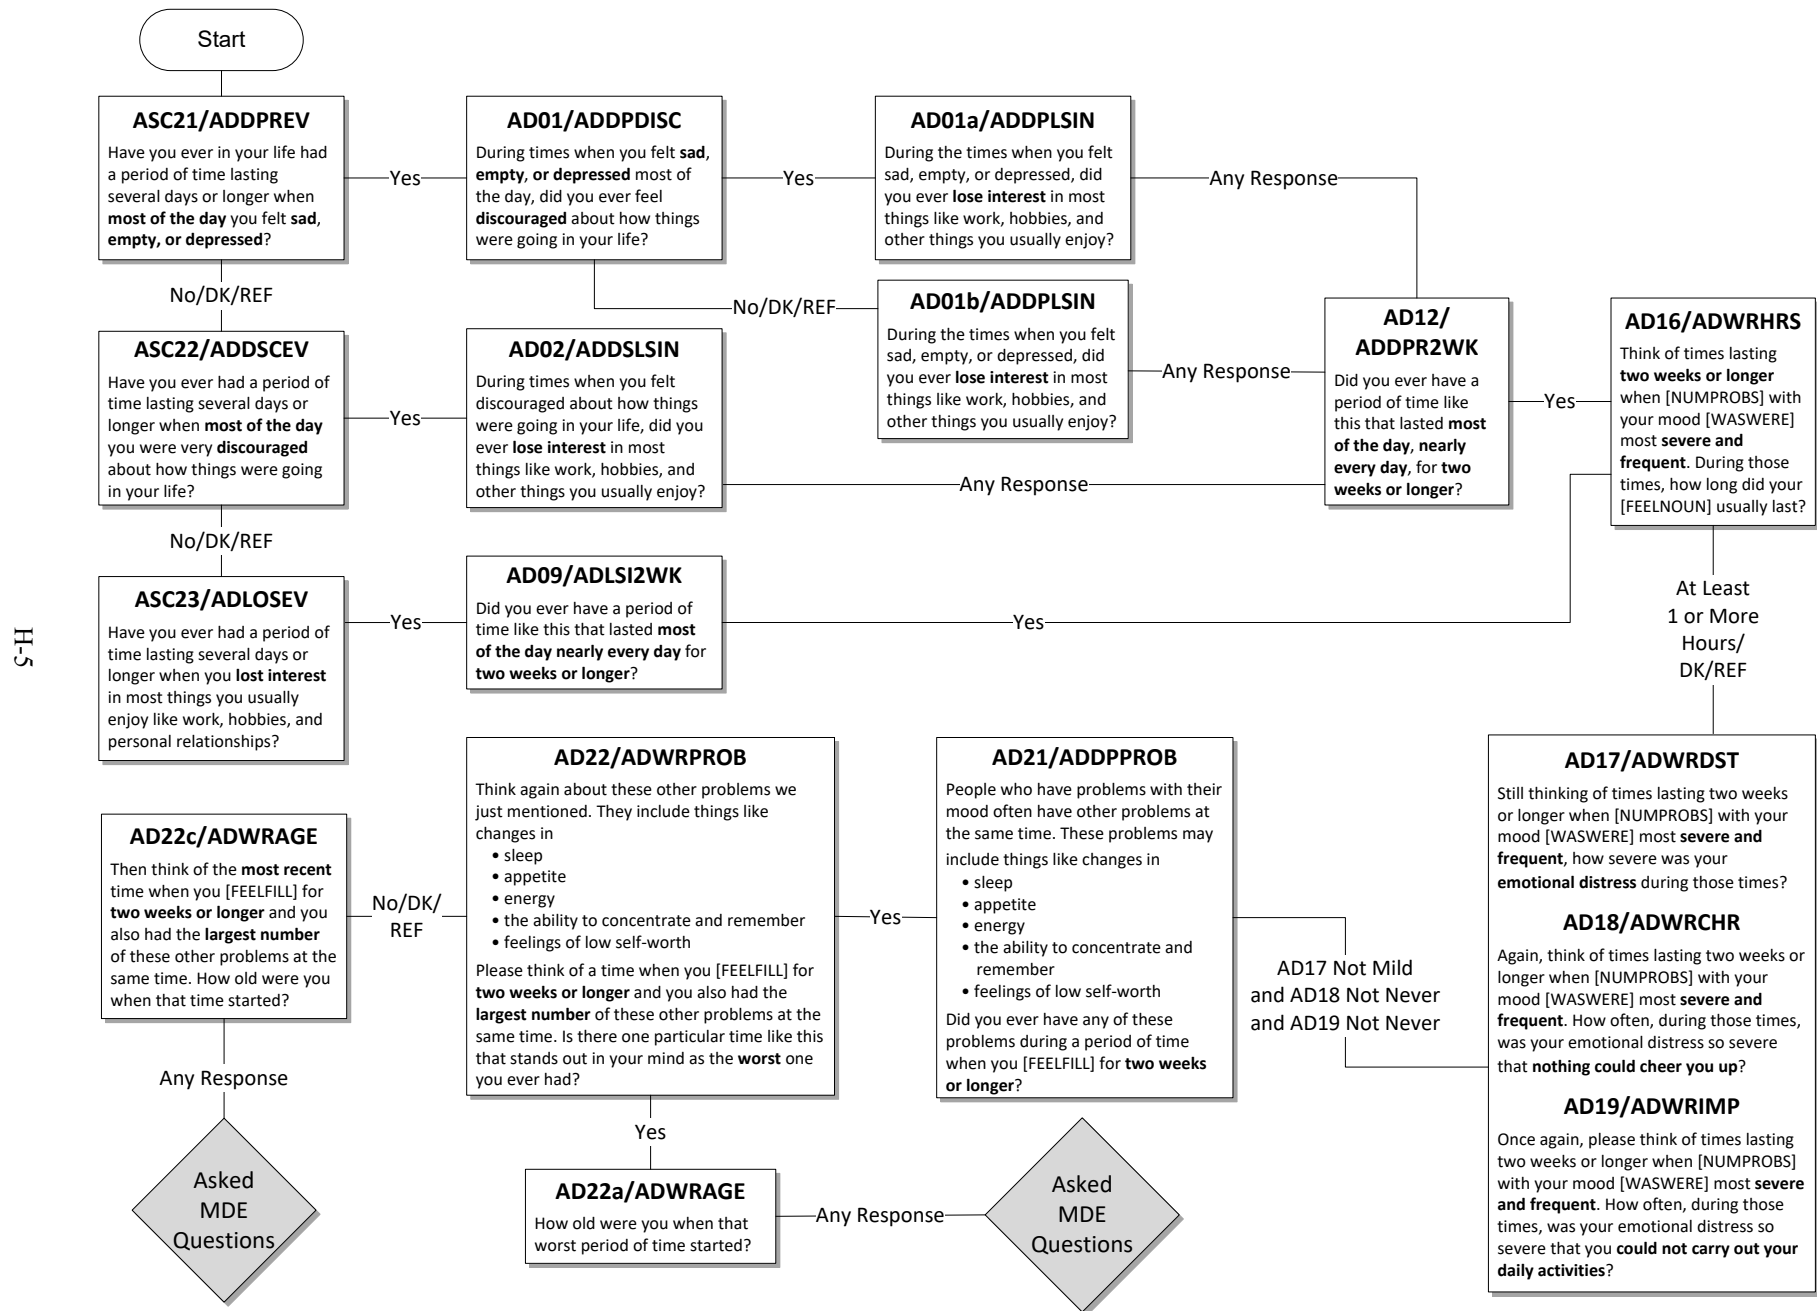 Start
ASC21/ADDPREV
Have you ever in your life had
a period of time lasting
several days or longer when
most of the day you felt sad,
empty, or depressed?
Yes
AD01/ADDPDISC
During times when you felt sad,
empty, or depressed most of
the day, did you ever feel
discouraged about how things
were going in your life?
Yes
AD01a/ADDPLSIN
During the times when you felt
sad, empty, or depressed, did
you ever lose interest in most
things like work, hobbies, and
other things you usually enjoy?
Any Response
No/DK/REF
No/DK/REF
AD01b/ADDPLSIN
During the times when you felt
sad, empty, or depressed, did
you ever lose interest in most
things like work, hobbies, and
other things you usually enjoy?
Any Response
ASC22/ADDSCEV
Have you ever had a period of
time lasting several days or
longer when most of the day
you were very discouraged
about how things were going
in your life?
Yes
AD02/ADDSLSIN
During times when you felt
discouraged about how things
were going in your life, did you
ever lose interest in most
things like work, hobbies, and
other things you usually enjoy?
Any Response
AD12/
ADDPR2WK
Did you ever have a
period of time like
this that lasted most
of the day, nearly
every day, for two
weeks or longer?
Yes
AD16/ADWRHRS
Think of times lasting
two weeks or longer
when [NUMPROBS] with
your mood [WASWERE]
most severe and
frequent. During those
times, how long did your
[FEELNOUN] usually last?
No/DK/REF
ASC23/ADLOSEV
Have you ever had a period of
time lasting several days or
longer when you lost interest
in most things you usually
enjoy like work, hobbies, and
personal relationships?
Yes
AD09/ADLSI2WK
Did you ever have a period of
time like this that lasted most
of the day nearly every day for
two weeks or longer?
Yes
At Least
1 or More
Hours/
DK/REF
H-5
AD22c/ADWRAGE
Then think of the most recent
time when you [FEELFILL] for
two weeks or longer and you
also had the largest number
of these other problems at the
same time. How old were you
when that time started?
No/DK/
REF
AD22/ADWRPROB
Think again about these other problems we
just mentioned. They include things like
changes in
• sleep
• appetite
• energy
• the ability to concentrate and remember
• feelings of low self-worth
Please think of a time when you [FEELFILL] for
two weeks or longer and you also had the
largest number of these other problems at the
same time. Is there one particular time like this
that stands out in your mind as the worst one
you ever had?
Yes
AD21/ADDPPROB
People who have problems with their
mood often have other problems at
the same time. These problems may
include things like changes in
• sleep
• appetite
• energy
• the ability to concentrate and
remember
• feelings of low self-worth
Did you ever have any of these
problems during a period of time
when you [FEELFILL] for two weeks
or longer?
AD17 Not Mild
and AD18 Not Never
and AD19 Not Never
AD17/ADWRDST
Still thinking of times lasting two weeks
or longer when [NUMPROBS] with your
mood [WASWERE] most severe and
frequent, how severe was your
emotional distress during those times?
AD18/ADWRCHR
Again, think of times lasting two weeks or
longer when [NUMPROBS] with your
mood [WASWERE] most severe and
frequent. How often, during those times,
was your emotional distress so severe
that nothing could cheer you up?
AD19/ADWRIMP
Once again, please think of times lasting
two weeks or longer when [NUMPROBS]
with your mood [WASWERE] most severe
and frequent. How often, during those
times, was your emotional distress so
severe that you could not carry out your
daily activities?
Any Response
Asked
MDE
Questions
Yes
AD22a/ADWRAGE
How old were you when that
worst period of time started?
Any Response
Asked
MDE
Questions